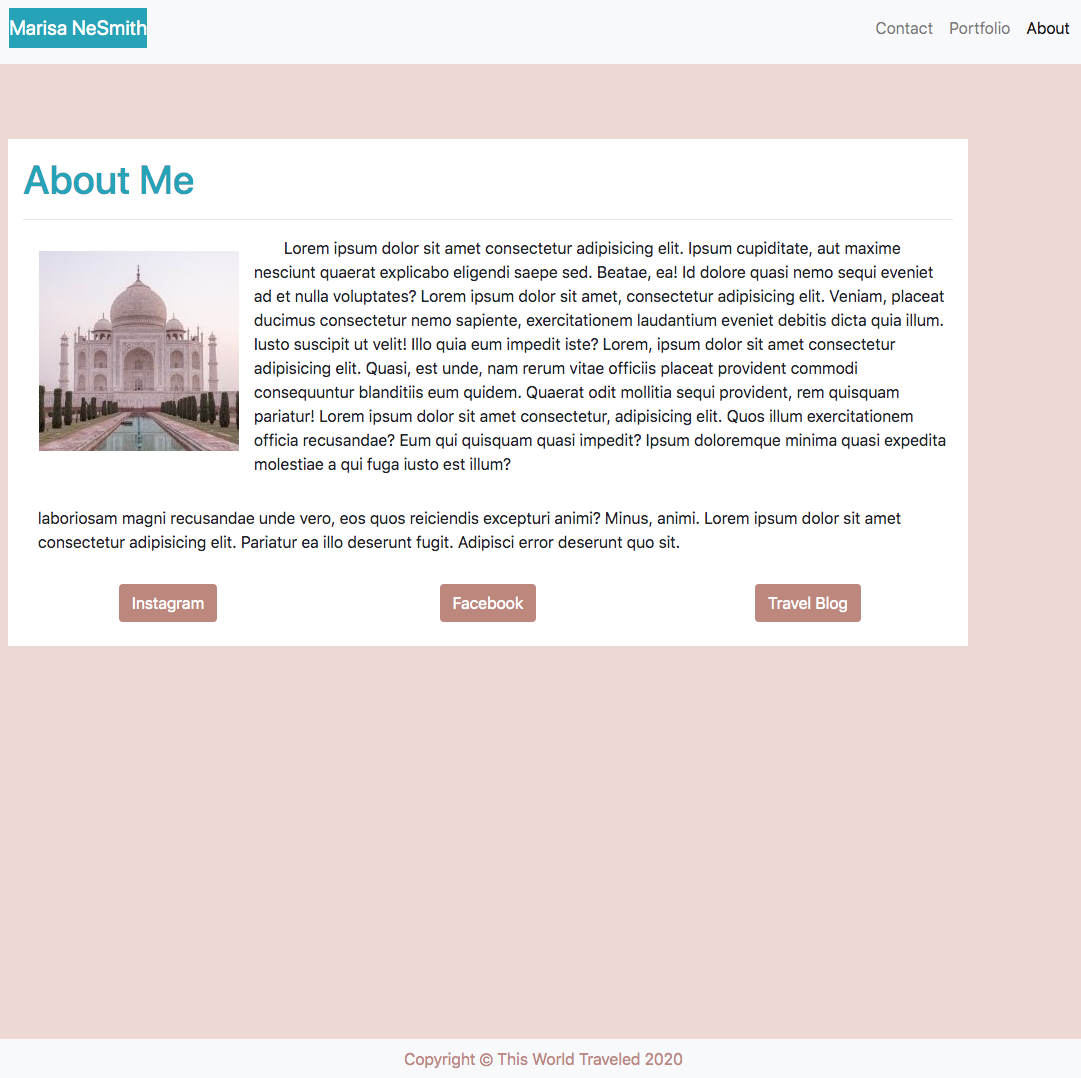 Marisa NeSmith
Contact Portfolio About
About Me
Lorem ipsum dolor sit amet consectetur adipisicing elit. Ipsum cupiditate, aut maxime
nesciunt quaerat explicabo eligendi saepe sed. Beatae, ea! Id dolore quasi nemo sequi eveniet
ad et nulla voluptates? Lorem ipsum dolor sit amet, consectetur adipisicing elit. Veniam, placeat
ducimus consectetur nemo sapiente, exercitationem laudantium eveniet debitis dicta quia illum.
Iusto suscipit ut velit! Illo quia eum impedit iste? Lorem, ipsum dolor sit amet consectetur
adipisicing elit. Quasi, est unde, nam rerum vitae officiis placeat provident commodi
consequuntur blanditiis eum quidem. Quaerat odit mollitia sequi provident, rem quisquam
pariatur! Lorem ipsum dolor sit amet consectetur, adipisicing elit. Quos illum exercitationem
officia recusandae? Eum qui quisquam quasi impedit? Ipsum doloremque minima quasi expedita
molestiae a qui fuga iusto est illum?
laboriosam magni recusandae unde vero, eos quos reiciendis excepturi animi? Minus, animi. Lorem ipsum dolor sit amet
consectetur adipisicing elit. Pariatur ea illo deserunt fugit. Adipisci error deserunt quo sit.
Instagram Facebook Travel Blog
Copyright © This World Traveled 2020